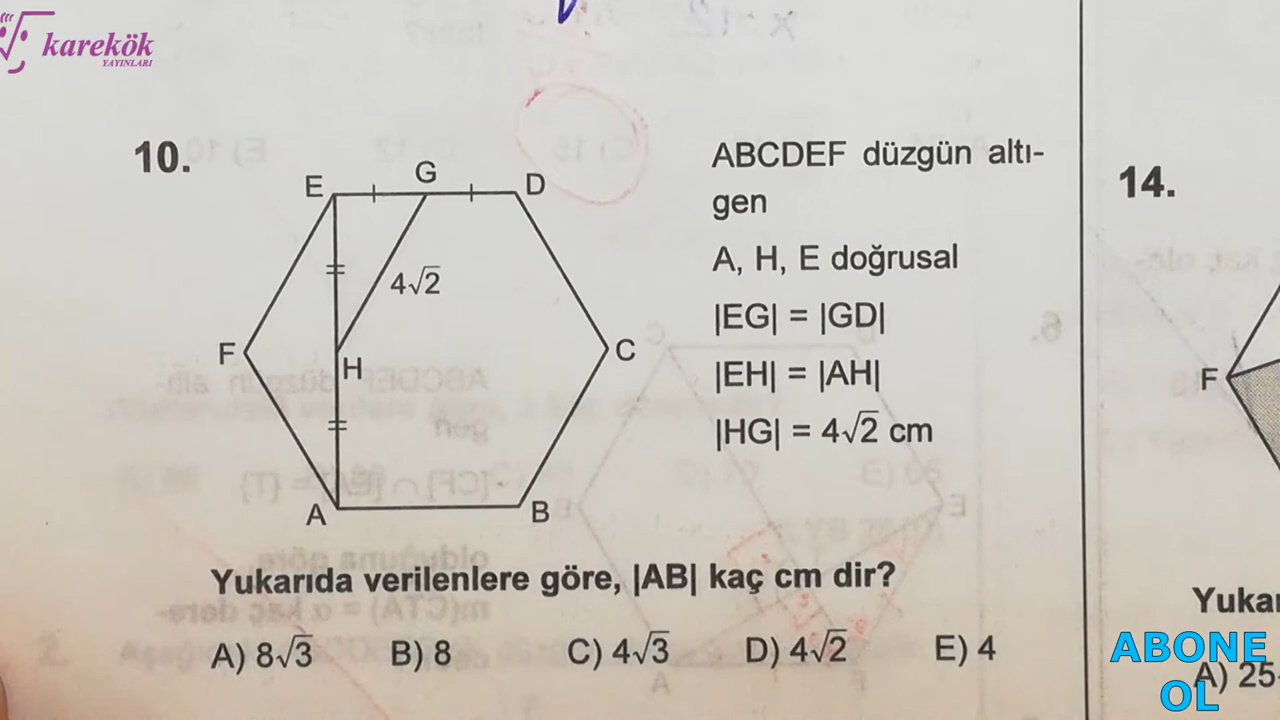 karekök
YAYINLARI
10.
E
G
D
4√2
F
H
C
A
B
ABCDEF düzgün altı-
gen
A, H, E doğrusal
|EG| = |GD|
|EH| = |AH|
|HG| = 4√2 cm
Yukarıda verilenlere göre, |AB| kaç cm dir?
A) 8√3 B) 8 C) 4√3 D) 4√2 E) 4
14.
F
Yukar
A) 25
ABONE
OL